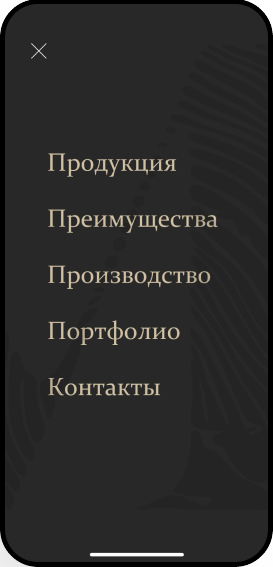 Продукция
Преимущества
Производство
Портфолио
Контакты